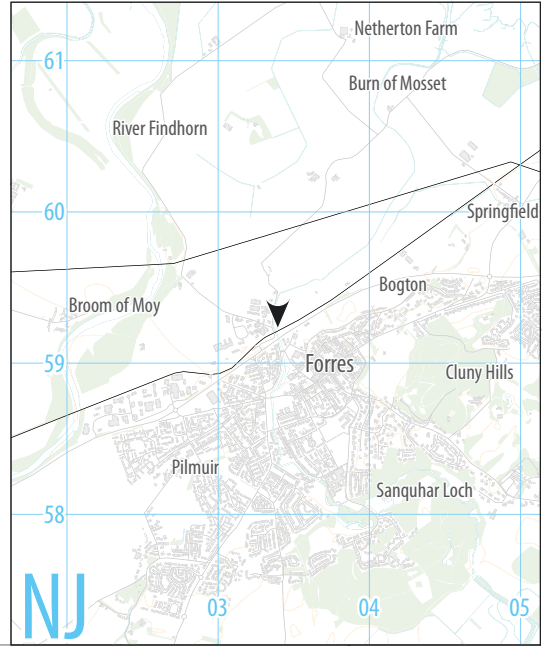 Netherton Farm
61
Burn of Mosset
River Findhorn
60
Springfield
Bogton
Broom of Moy
59
Forres
Cluny Hills
Pilmuir
Sanquhar Loch
58
NJ
03
04
05